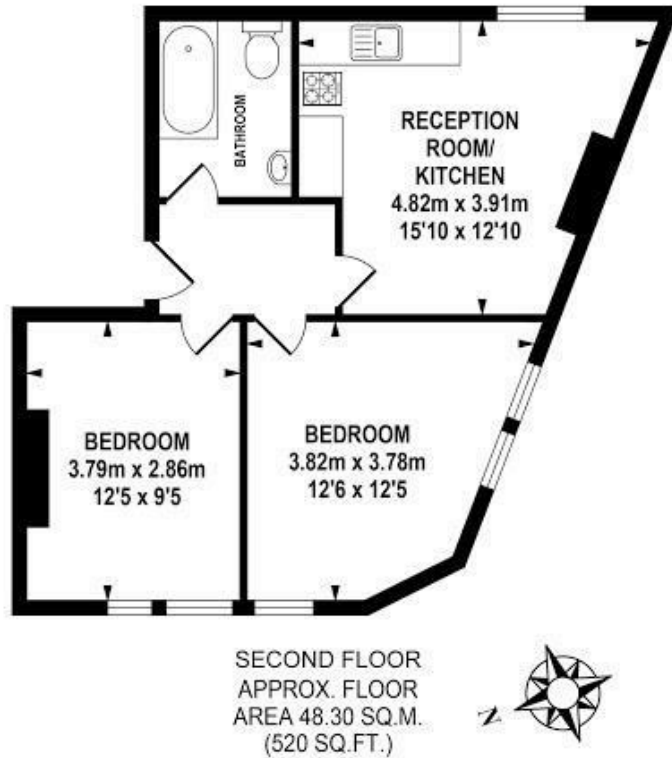 BATHROOM
RECEPTION
ROOM/
KITCHEN
4.82m x 3.91m
15'10 x 12'10
BEDROOM
3.79m x 2.86m
12'5 x 9'5
BEDROOM
3.82m x 3.78m
12'6 x 12'5
SECOND FLOOR
APPROX. FLOOR
AREA 48.30 SQ.M.
(520 SQ.FT.)
N